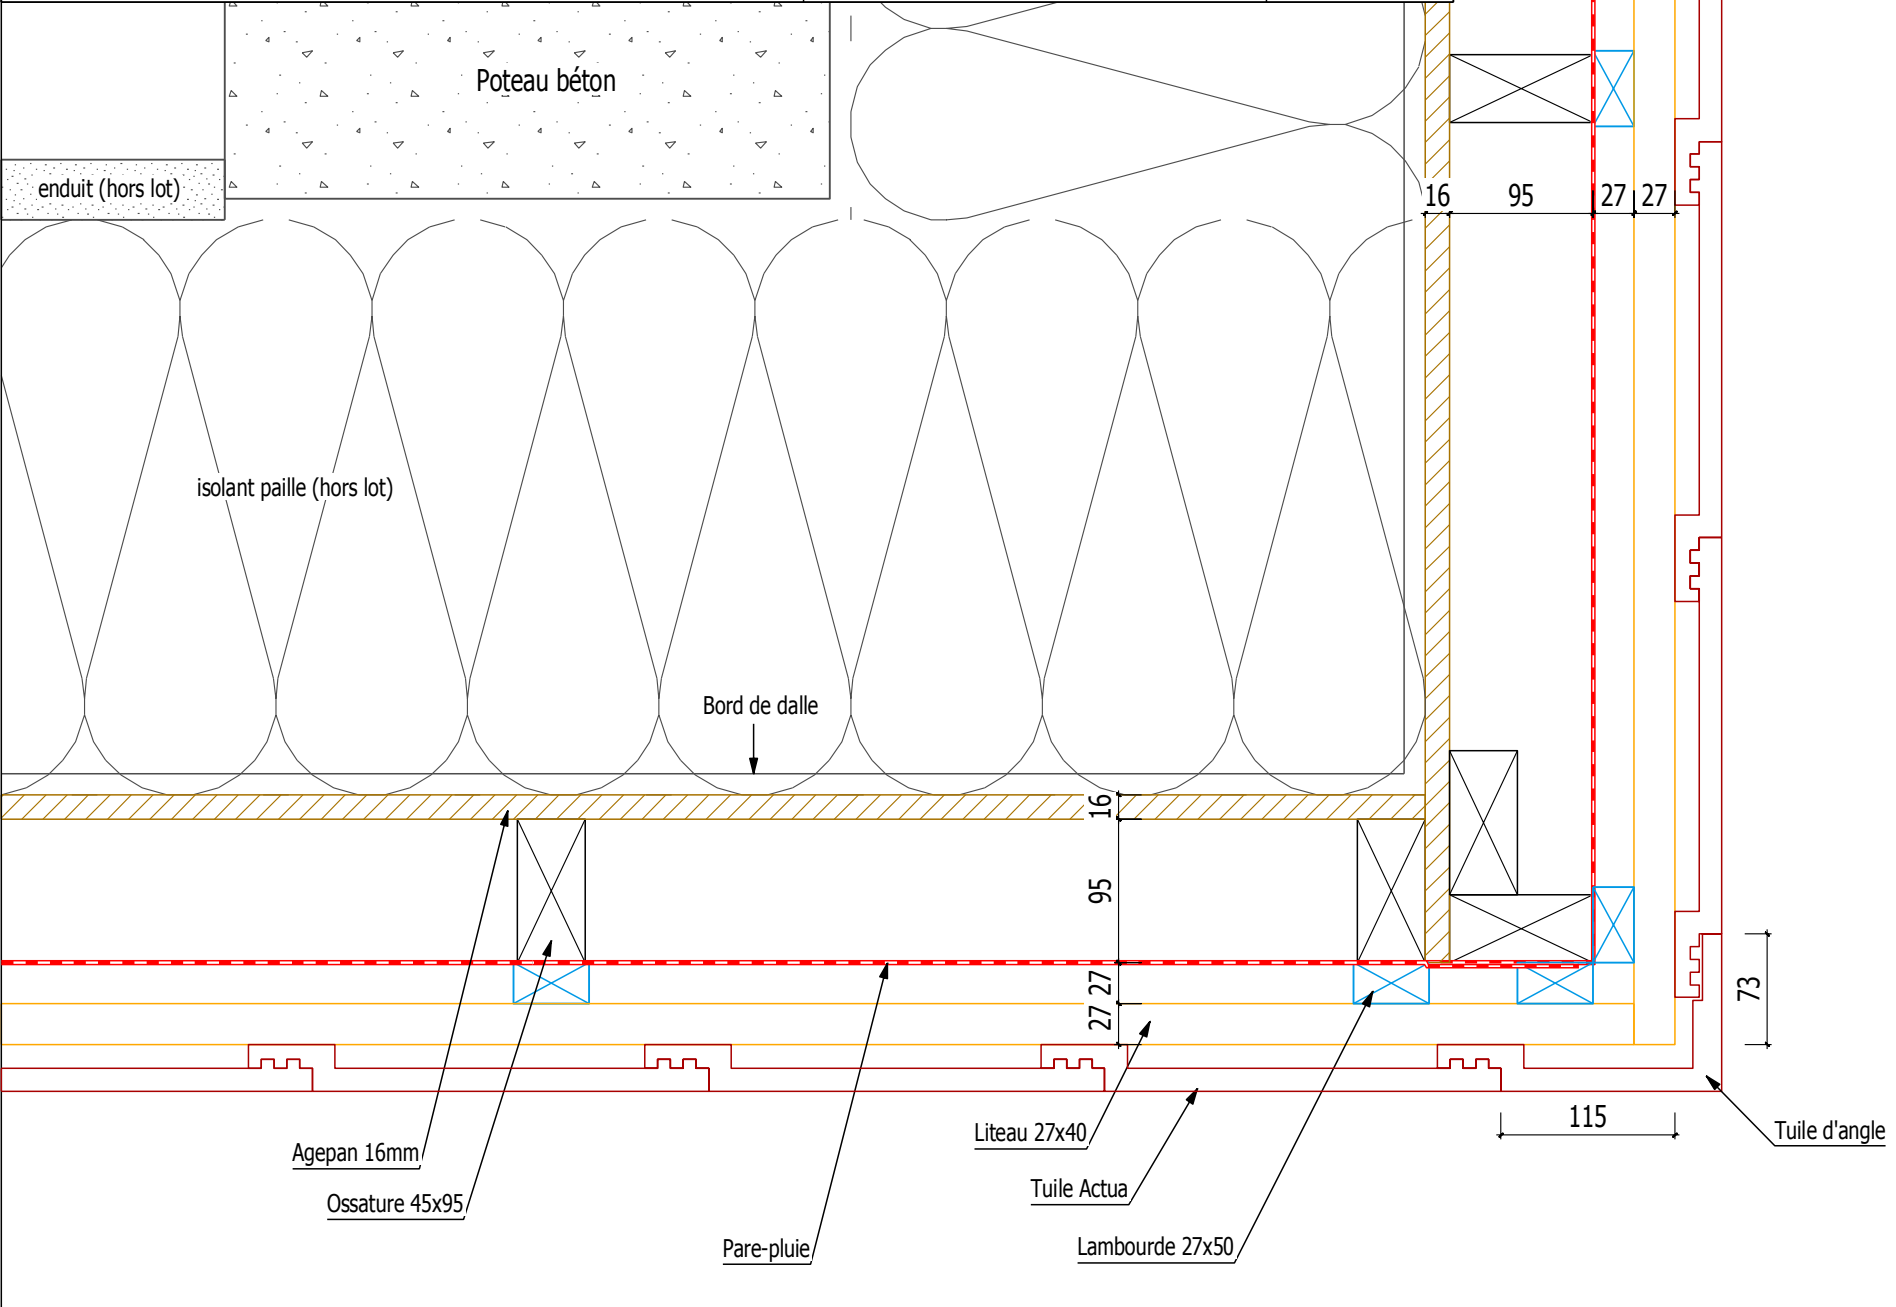 Poteau béton
enduit (hors lot)
16 95 27 27
isolant paille (hors lot)
Bord de dalle
16
95
27
27
73
115
Tuile d'angle
Agepan 16mm
Liteau 27x40
Ossature 45x95
Tuile Actua
Pare-pluie
Lambourde 27x50